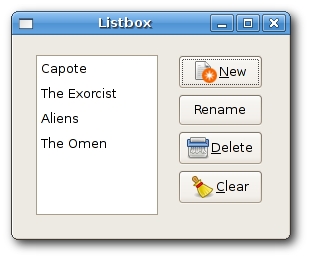 Listbox
Capote
The Exorcist
Aliens
The Omen
New
Rename
Delete
Clear